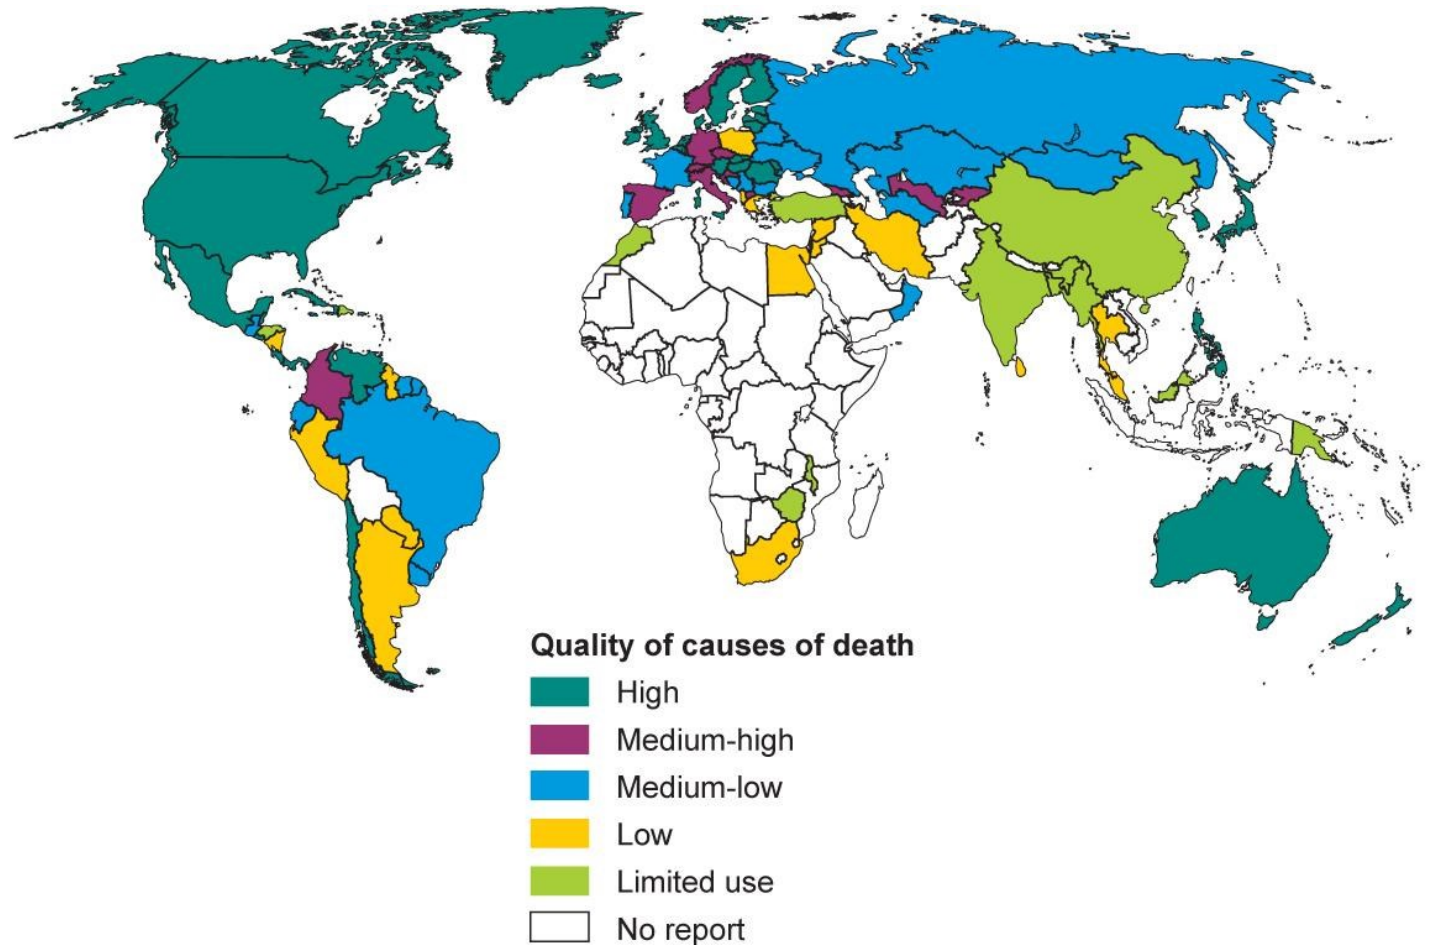 Quality of causes of death
High
Medium-high
Medium-low
Low
Limited use
No report